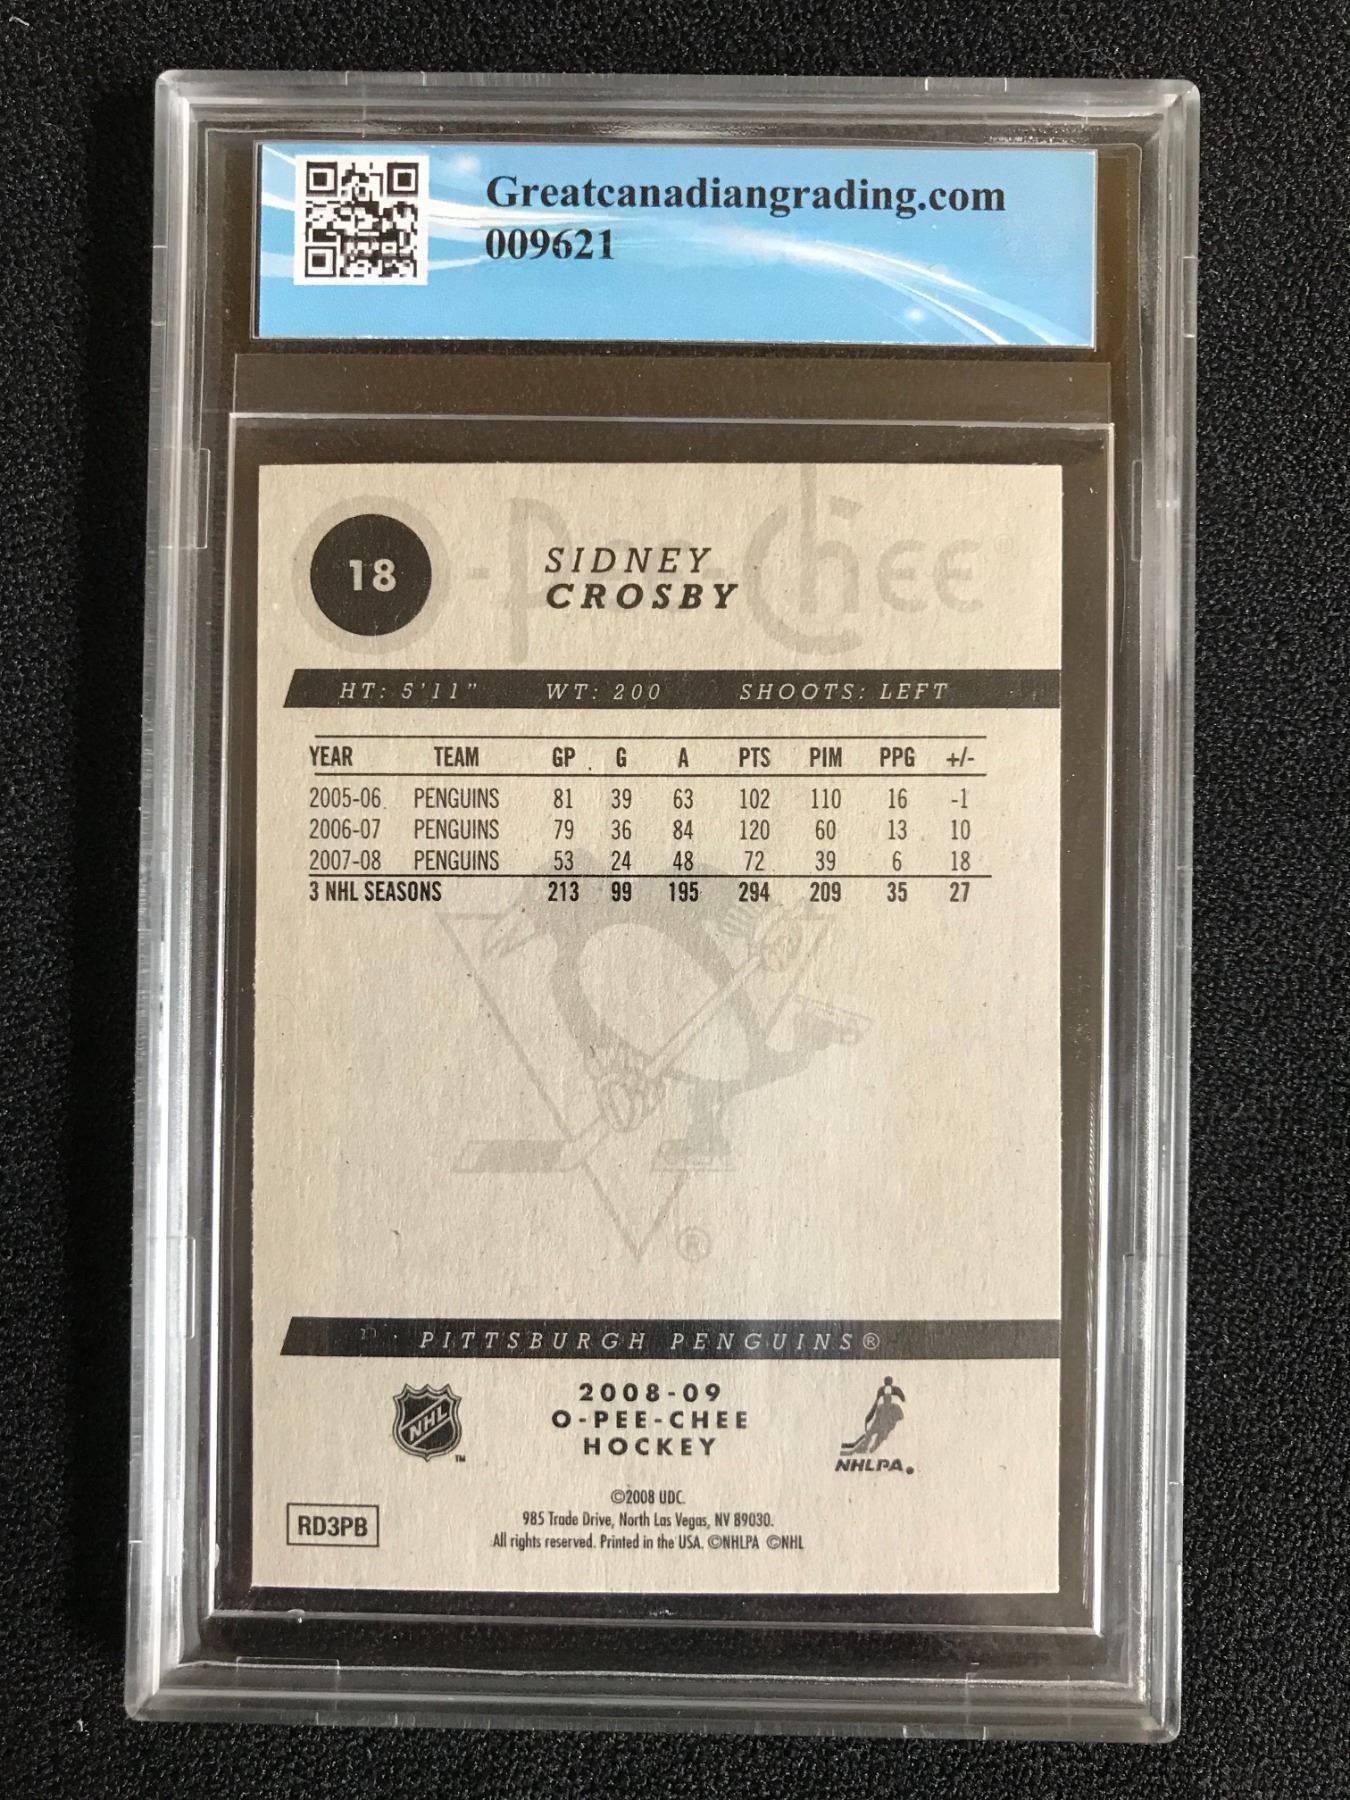 Greatcanadiangrading.com
009621
O-Pee-Chee®
18
SIDNEY
CROSBY
HT: 5'11" WT: 200 SHOOTS: LEFT
YEAR TEAM GP G A PTS PIM PPG +/-
2005-06 PENGUINS 81 39 63 102 110 16 -1
2006-07 PENGUINS 79 36 84 120 60 13 10
2007-08 PENGUINS 53 24 48 72 39 6 18
3 NHL SEASONS 213 99 195 294 209 35 27
®
PITTSBURGH PENGUINS®
NHL
™
2008-09
O-PEE-CHEE
HOCKEY
NHLPA®
©2008 UDC.
985 Trade Drive, North Las Vegas, NV 89030.
All rights reserved. Printed in the USA. ©NHLPA ©NHL
RD3PB